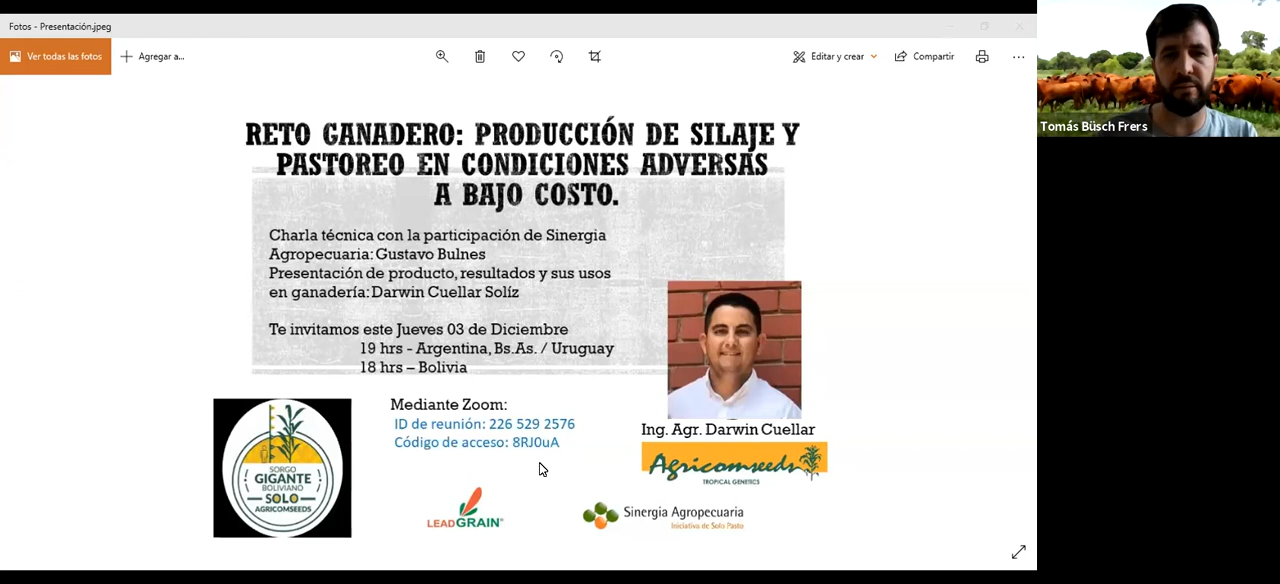 Fotos - Presentación.jpeg
Ver todas las fotos
Agregar a...
Editar y crear
Compartir
Tomás Büsch Frers
RETO GANADERO: PRODUCCIÓN DE SILAJE Y
PASTOREO EN CONDICIONES ADVERSAS
A BAJO COSTO.
Charla técnica con la participación de Sinergia
Agropecuaria: Gustavo Bulnes
Presentación de producto, resultados y sus usos
en ganadería: Darwin Cuellar Solíz
Te invitamos este Jueves 03 de Diciembre
19 hrs - Argentina, Bs.As. / Uruguay
18 hrs – Bolivia
Mediante Zoom:
ID de reunión: 226 529 2576
Código de acceso: 8RJ0uA
Ing. Agr. Darwin Cuellar
Agricomseeds
TROPICAL GENETICS
SORGO
GIGANTE
BOLIVIANO
SOLO
AGRICOMSEEDS
LEADGRAIN
Sinergia Agropecuaria
Iniciativa de Solo Pasto